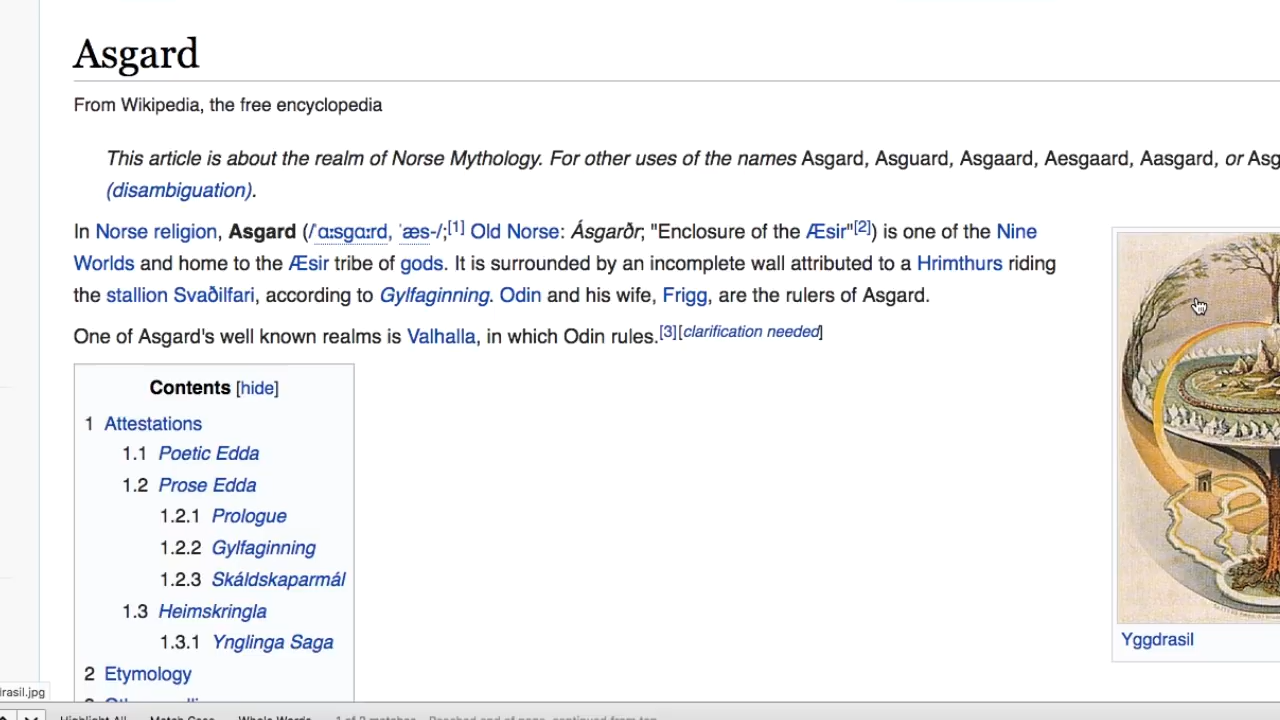 Asgard
From Wikipedia, the free encyclopedia
This article is about the realm of Norse Mythology. For other uses of the names Asgard, Asguard, Asgaard, Aesgaard, Aasgard, or Asg
(disambiguation).
In Norse religion, Asgard (/ˈɑːsɡɑːrd, ˈæs-/;[1] Old Norse: Ásgarðr; "Enclosure of the Æsir"[2]) is one of the Nine
Worlds and home to the Æsir tribe of gods. It is surrounded by an incomplete wall attributed to a Hrimthurs riding
the stallion Svaðilfari, according to Gylfaginning. Odin and his wife, Frigg, are the rulers of Asgard.
One of Asgard's well known realms is Valhalla, in which Odin rules.[3][clarification needed]
Contents [hide]
1 Attestations
1.1 Poetic Edda
1.2 Prose Edda
1.2.1 Prologue
1.2.2 Gylfaginning
1.2.3 Skáldskaparmál
1.3 Heimskringla
1.3.1 Ynglinga Saga
2 Etymology
Yggdrasil
rasil.jpg